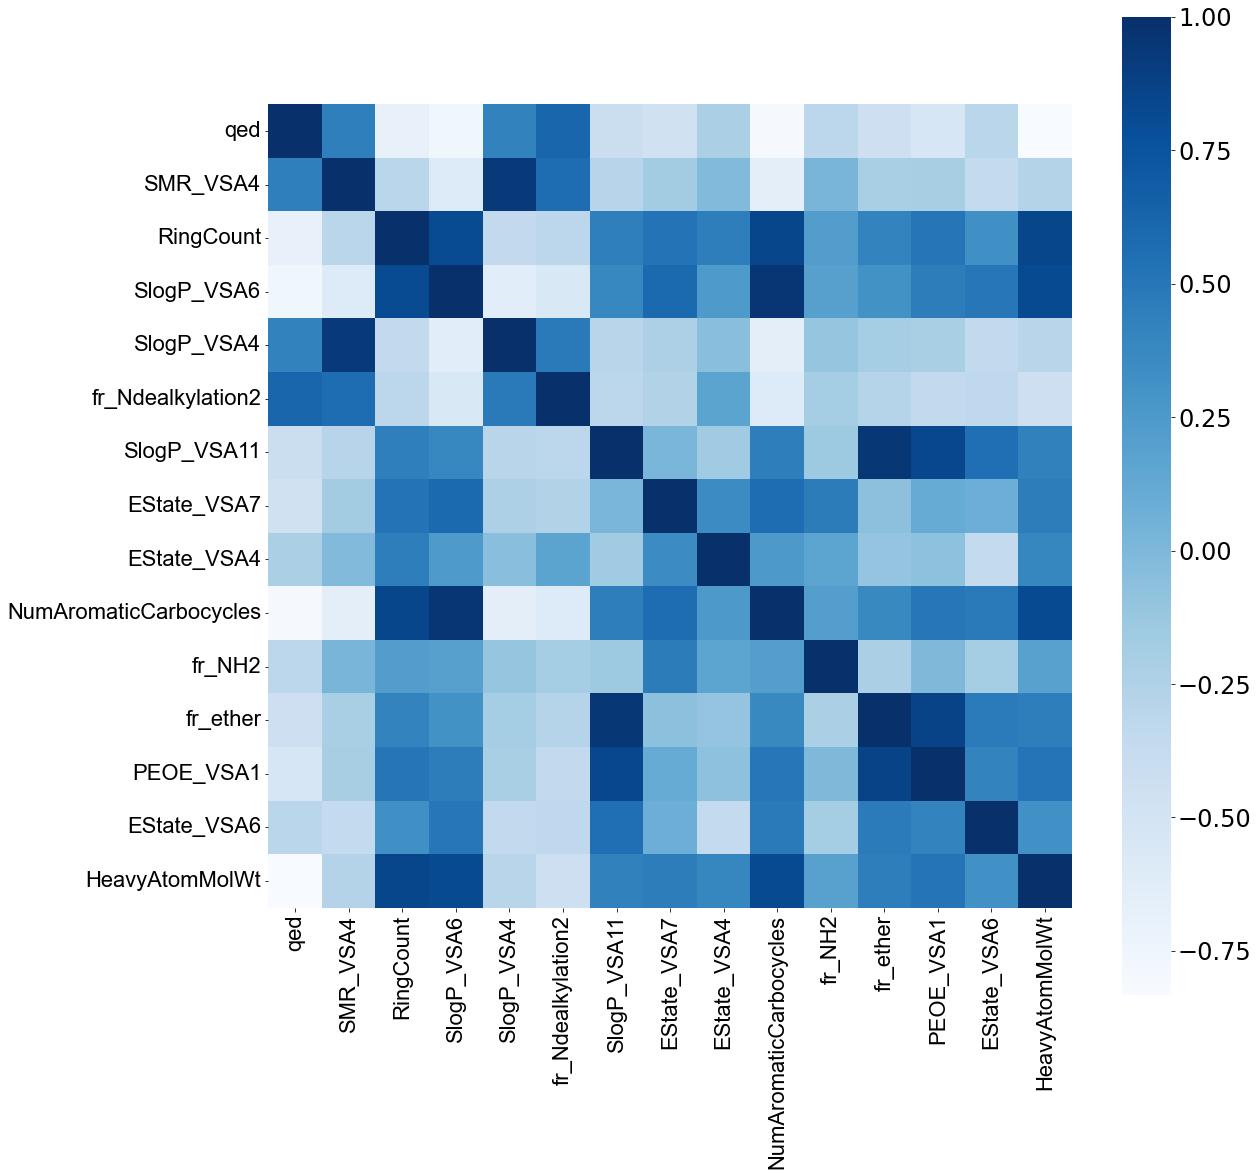 qed
SMR_VSA4
RingCount
SlogP_VSA6
SlogP_VSA4
fr_Ndealkylation2
SlogP_VSA11
EState_VSA7
EState_VSA4
NumAromaticCarbocycles
fr_NH2
fr_ether
PEOE_VSA1
EState_VSA6
HeavyAtomMolWt
qed
SMR_VSA4
RingCount
SlogP_VSA6
SlogP_VSA4
fr_Ndealkylation2
SlogP_VSA11
EState_VSA7
EState_VSA4
NumAromaticCarbocycles
fr_NH2
fr_ether
PEOE_VSA1
EState_VSA6
HeavyAtomMolWt
1.00
0.75
0.50
0.25
0.00
−0.25
−0.50
−0.75